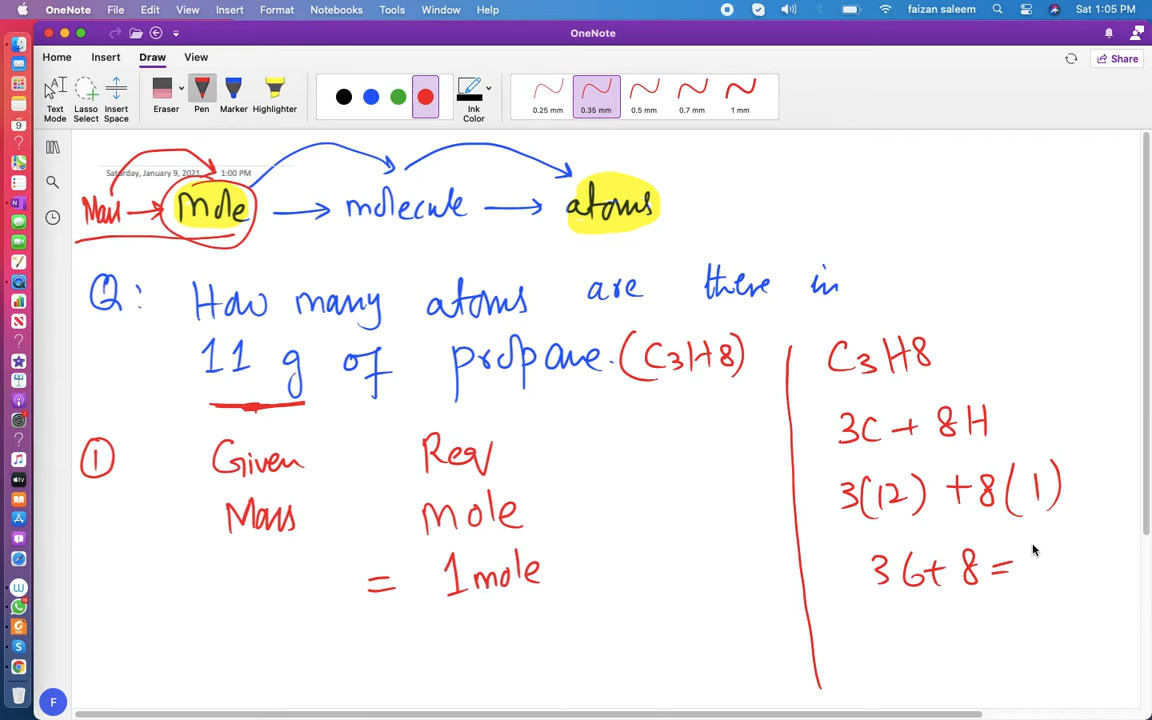 OneNote File Edit View Insert Format Notebooks Tools Window Help faizan saleem Sat 1:05 PM
OneNote
Home Insert Draw View Share
Text Mode Lasso Select Insert Space Eraser Pen Marker Highlighter Ink Color 0.25 mm 0.35 mm 0.5 mm 0.7 mm 1 mm
Saturday, January 9, 2021 1:00 PM
Mass → mole → molecule → atoms
Q: How many atoms are there in
11 g of propane. (C3H8)
C3H8
3C + 8H
3(12) + 8(1)
36+ 8 =
① Given Req
Mass mole
= 1mole
F